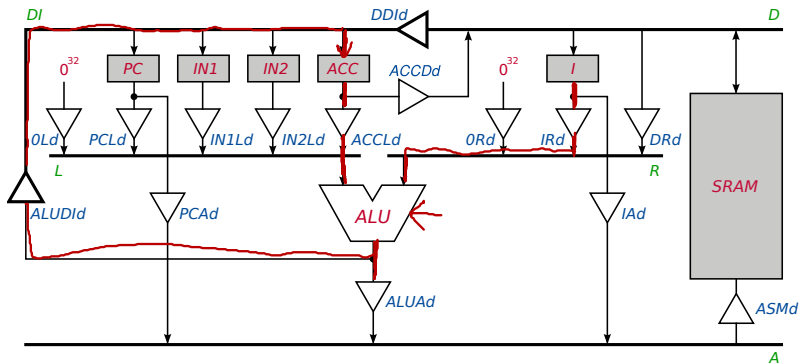 DI DDId D
0³² PC IN1 IN2 ACC ACCDd 0³² I
0Ld PCLd IN1Ld IN2Ld ACCLd 0Rd IRd DRd
L R
SRAM
ALUDId PCAd ALU IAd
ALUAd ASMd
A